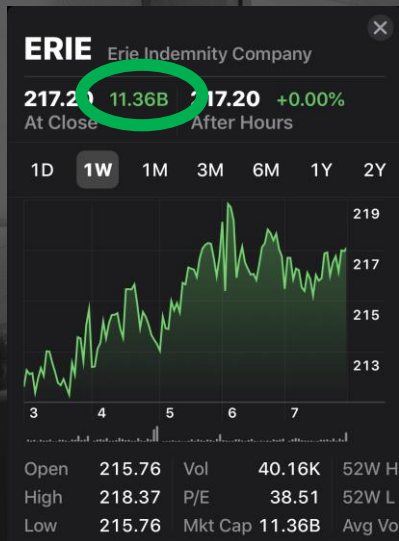 ERIE Erie Indemnity Company
217.20 11.36B 217.20 +0.00%
At Close After Hours
1D 1W 1M 3M 6M 1Y 2Y
219
217
215
213
3 4 5 6 7
Open 215.76 Vol 40.16K 52W H
High 218.37 P/E 38.51 52W L
Low 215.76 Mkt Cap 11.36B Avg Vo